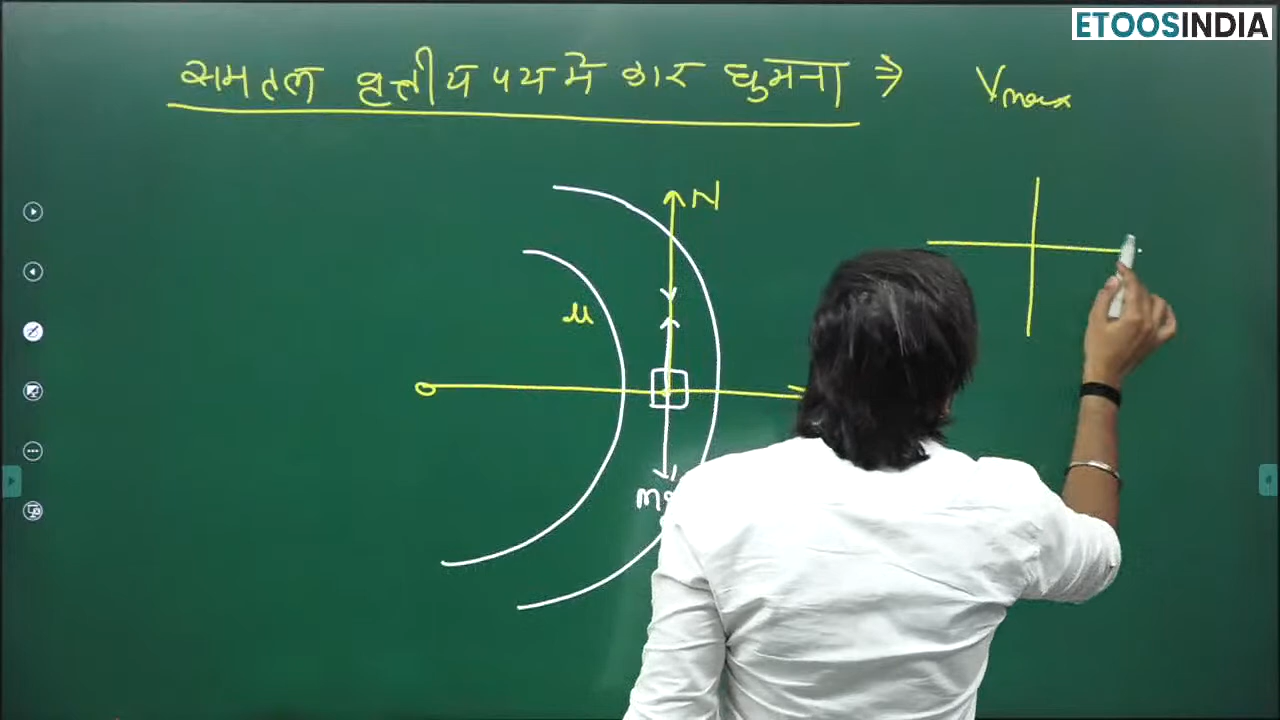 ETOOSINDIA
समतल वृत्तीय पथ में कार घुमना ⇒ Vmax
N
μ